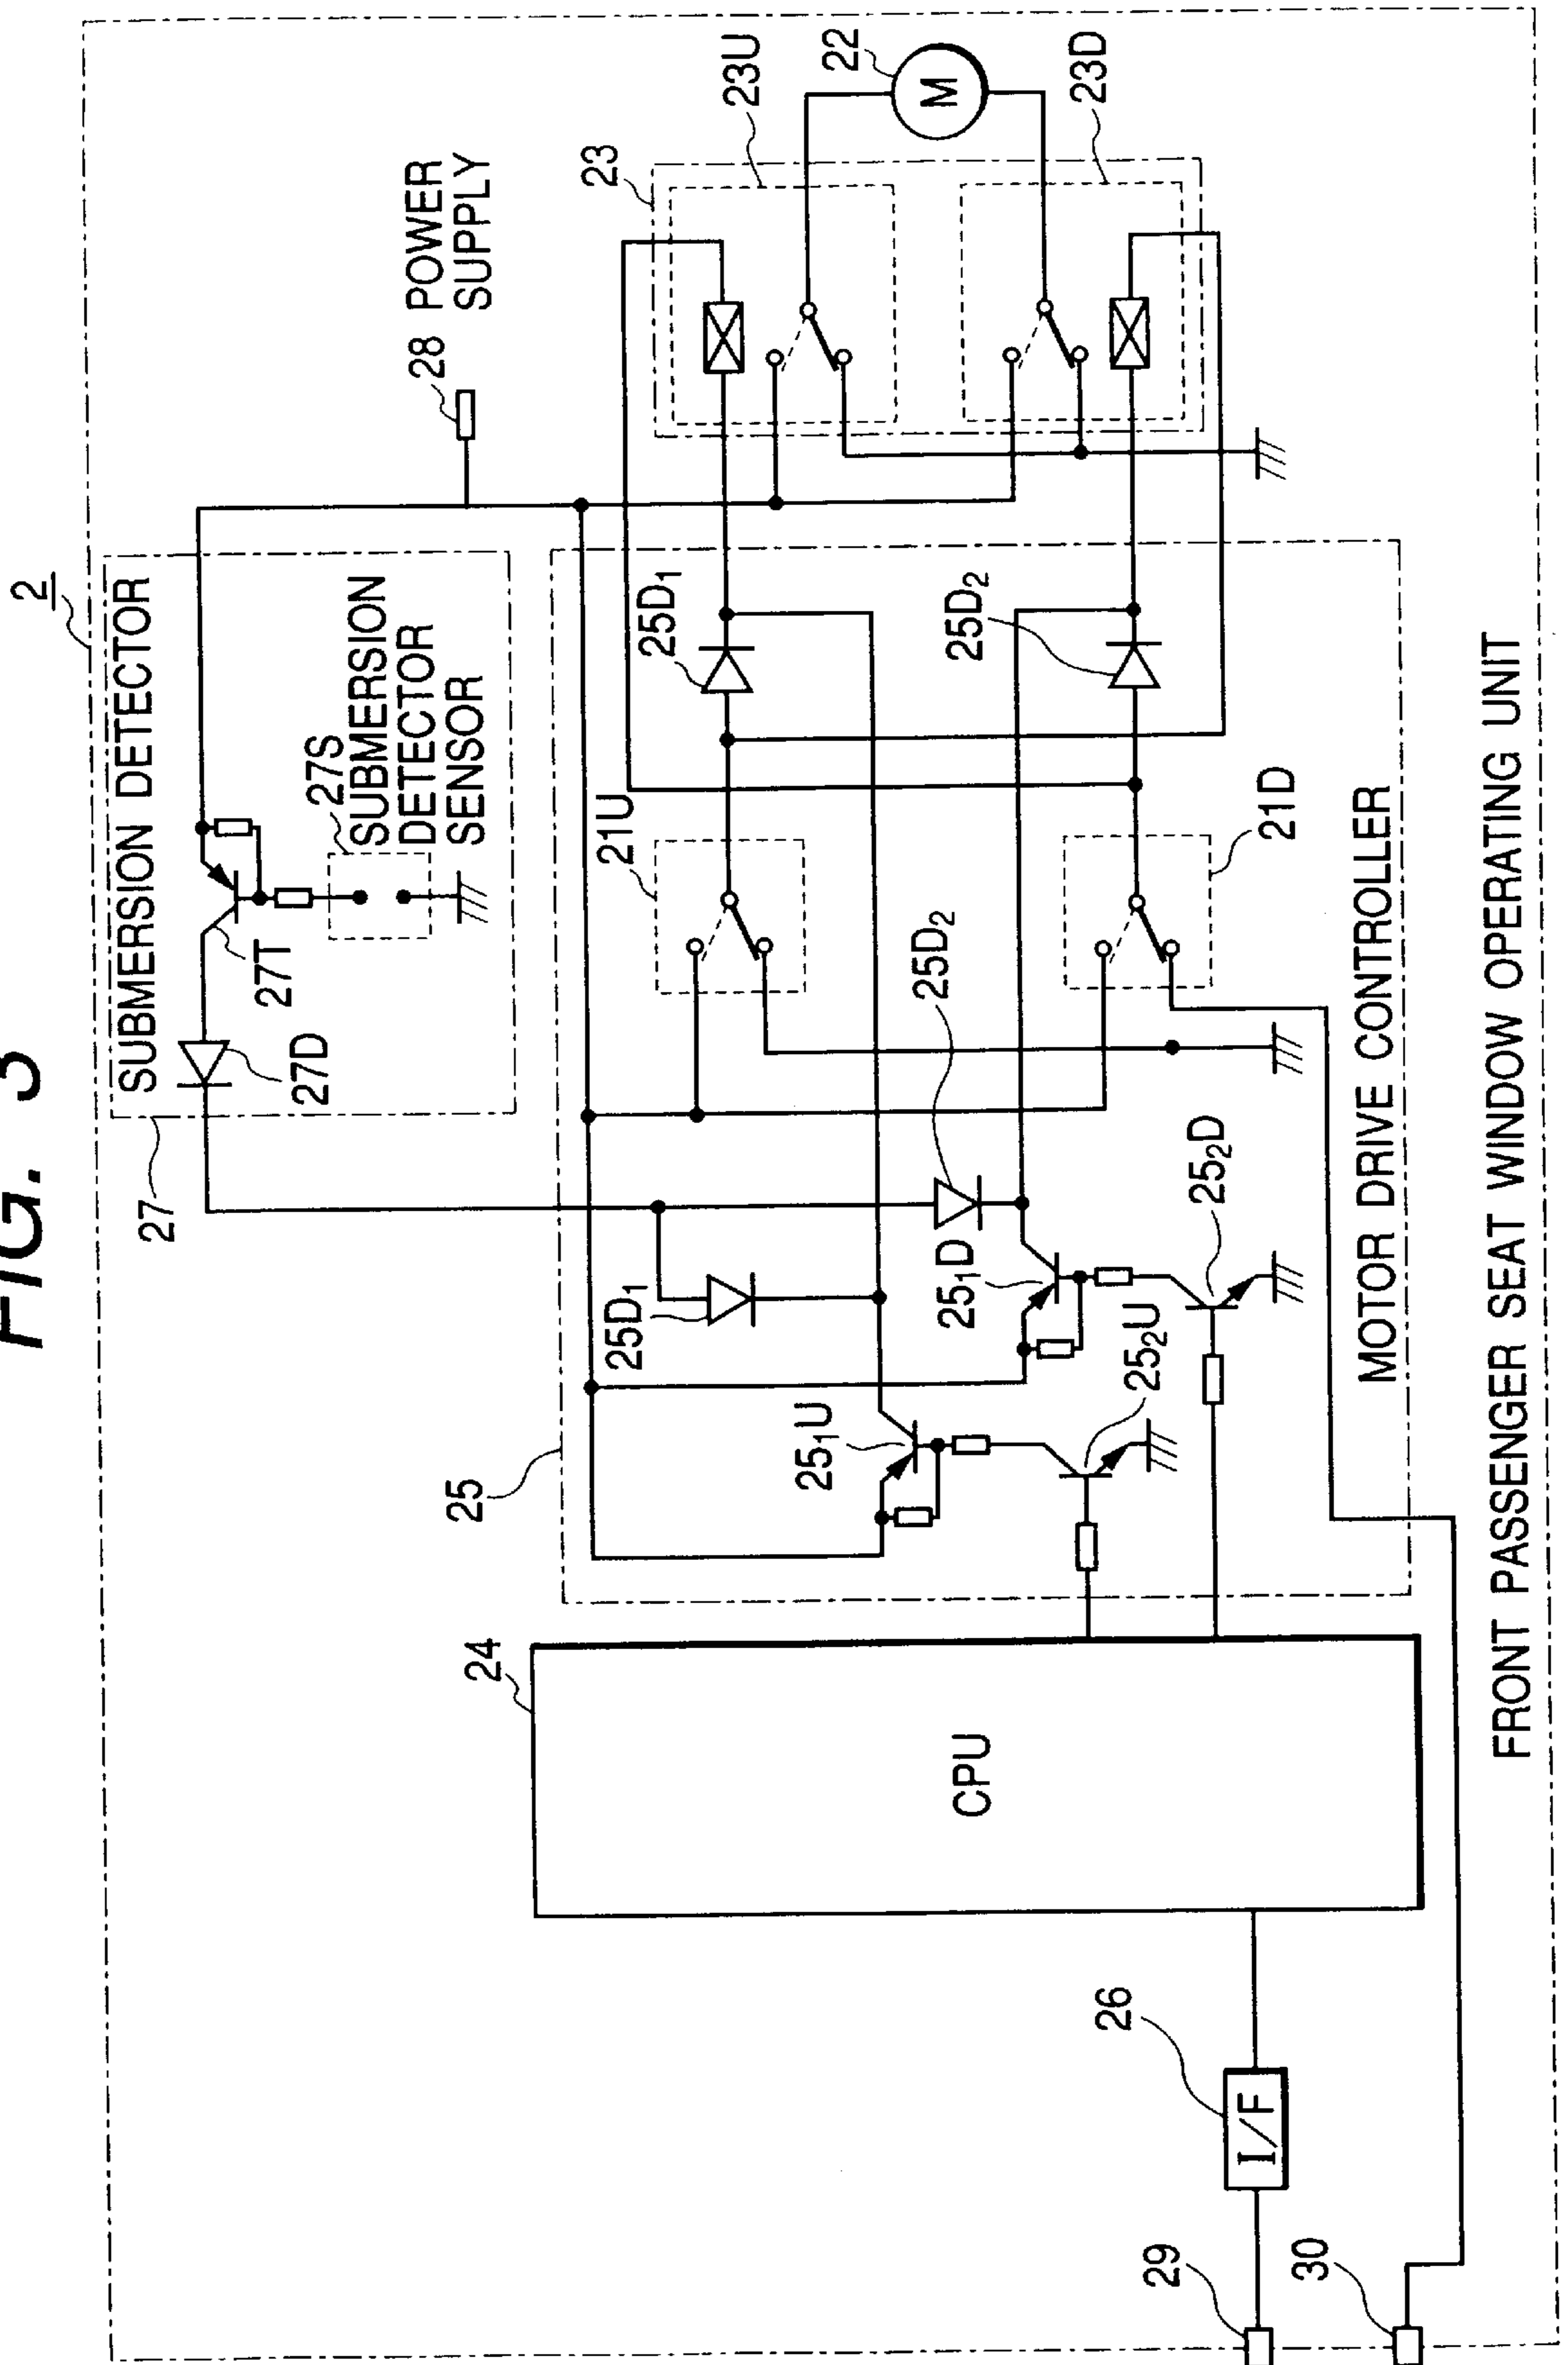 FIG. 3
2
SUBMERSION DETECTOR
27
27D
27T
27S
SUBMERSION
DETECTOR
SENSOR
28 POWER
SUPPLY
23
23U
22
M
23D
25
25D₁
25D₂
25D₁
25D₂
21U
21D
25₁U
25₁D
25₂U
25₂D
MOTOR DRIVE CONTROLLER
24
CPU
26
I/F
29
30
FRONT PASSENGER SEAT WINDOW OPERATING UNIT